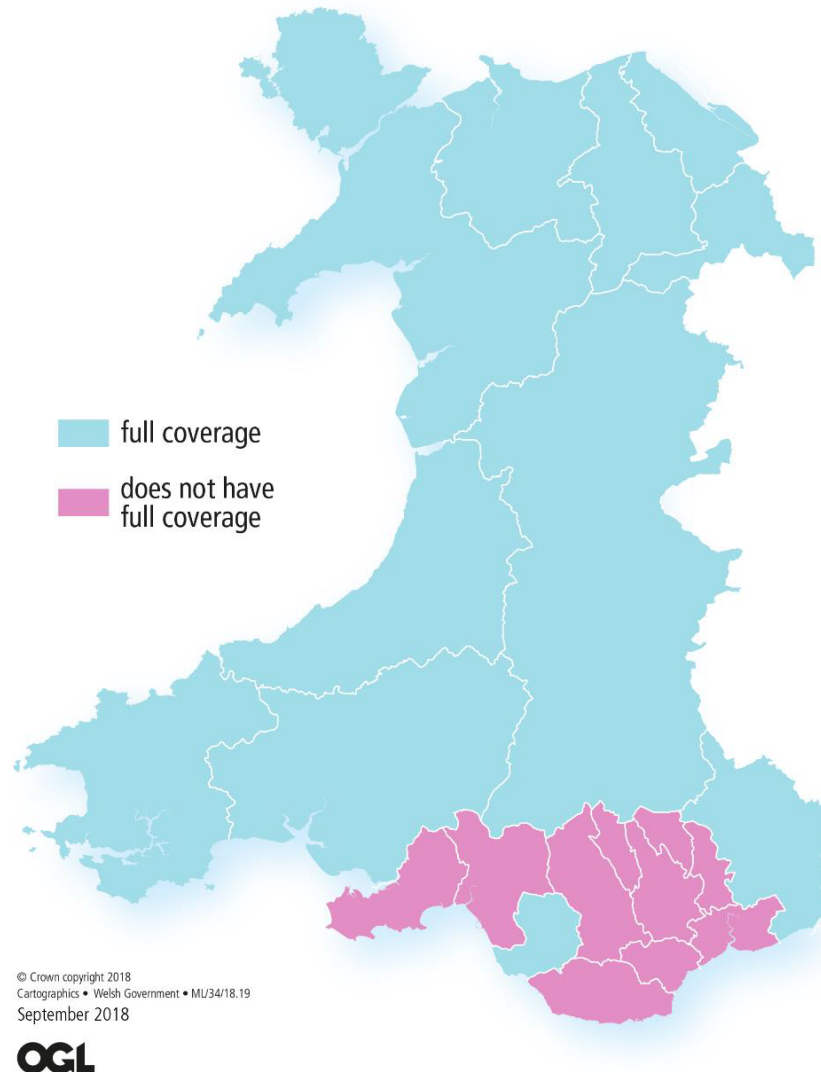 full coverage
does not have
full coverage
© Crown copyright 2018
Cartographics • Welsh Government • ML/34/18.19
September 2018
OGL